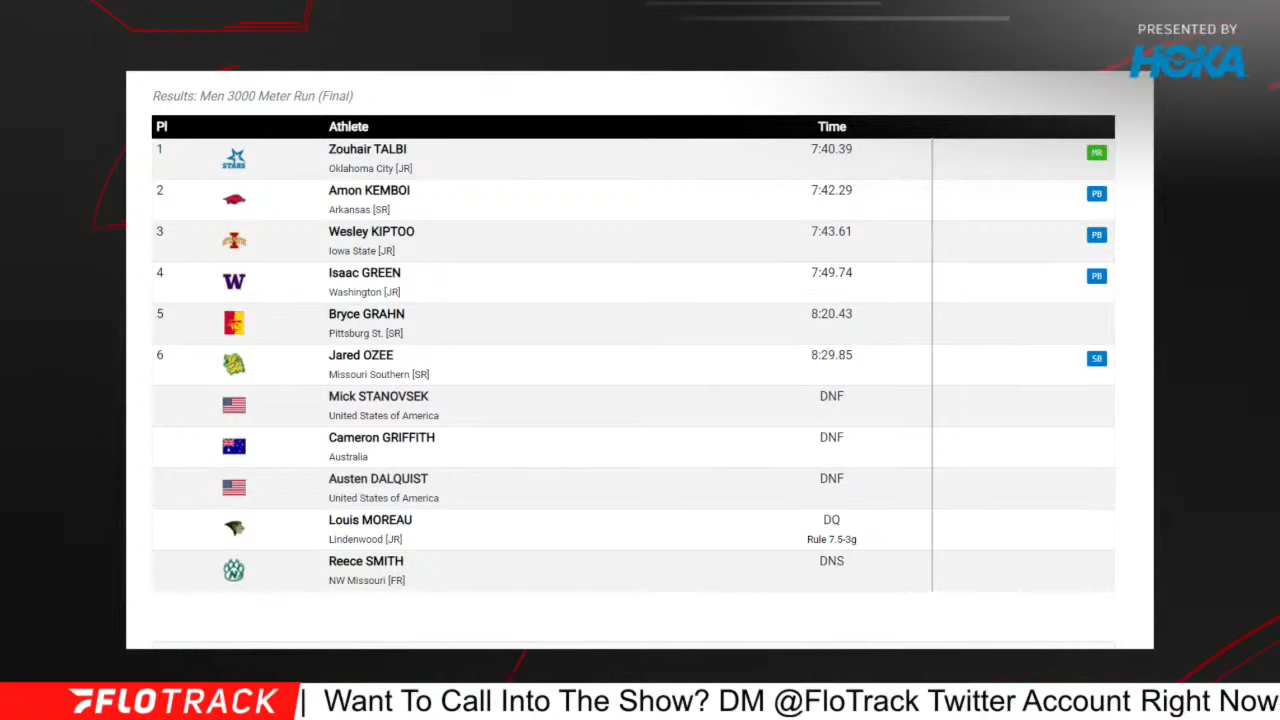 PRESENTED BY
HOKA
Results: Men 3000 Meter Run (Final)
Pl Athlete Time
1 STARS Zouhair TALBI 7:40.39 MR
Oklahoma City [JR]
2 Amon KEMBOI 7:42.29 PB
Arkansas [SR]
3 Wesley KIPTOO 7:43.61 PB
Iowa State [JR]
4 W Isaac GREEN 7:49.74 PB
Washington [JR]
5 Bryce GRAHN 8:20.43
Pittsburg St. [SR]
6 Jared OZEE 8:29.85 SB
Missouri Southern [SR]
Mick STANOVSEK DNF
United States of America
Cameron GRIFFITH DNF
Australia
Austen DALQUIST DNF
United States of America
Louis MOREAU DQ
Lindenwood [JR] Rule 7.5-3g
Reece SMITH DNS
N NW Missouri [FR]
FLOTRACK | Want To Call Into The Show? DM @FloTrack Twitter Account Right Now